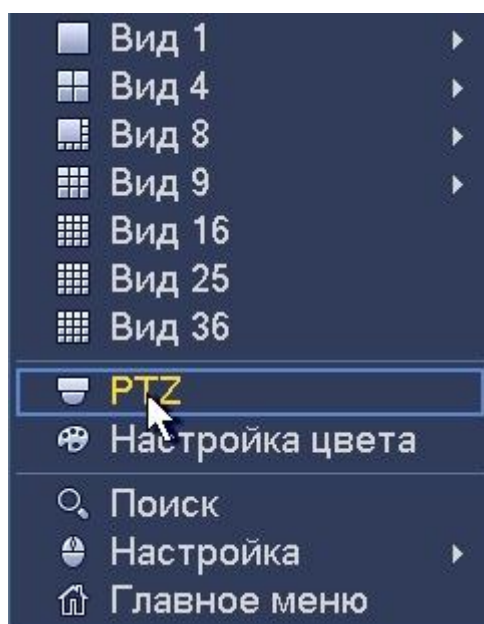 Вид 1
Вид 4
Вид 8
Вид 9
Вид 16
Вид 25
Вид 36
PTZ
Настройка цвета
Поиск
Настройка
Главное меню